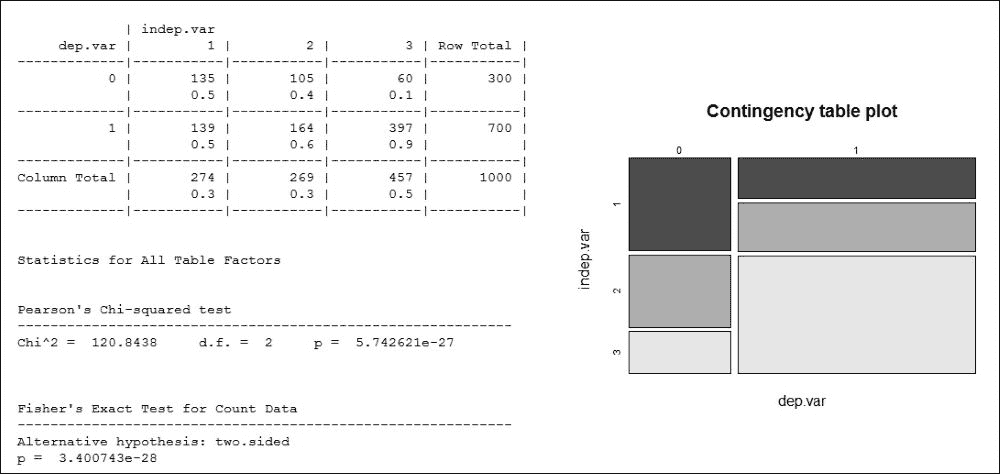 | indep.var
dep.var | 1 | 2 | 3 | Row Total |
-------------|-----------|-----------|-----------|-----------|
0 | 135 | 105 | 60 | 300 |
| 0.5 | 0.4 | 0.1 | |
-------------|-----------|-----------|-----------|-----------|
1 | 139 | 164 | 397 | 700 |
| 0.5 | 0.6 | 0.9 | |
-------------|-----------|-----------|-----------|-----------|
Column Total | 274 | 269 | 457 | 1000 |
| 0.3 | 0.3 | 0.5 | |
-------------|-----------|-----------|-----------|-----------|
Statistics for All Table Factors
Pearson's Chi-squared test
------------------------------------------------------------
Chi^2 = 120.8438 d.f. = 2 p = 5.742621e-27
Fisher's Exact Test for Count Data
------------------------------------------------------------
Alternative hypothesis: two.sided
p = 3.400743e-28
Contingency table plot
0 1
1
2
3
indep.var
dep.var